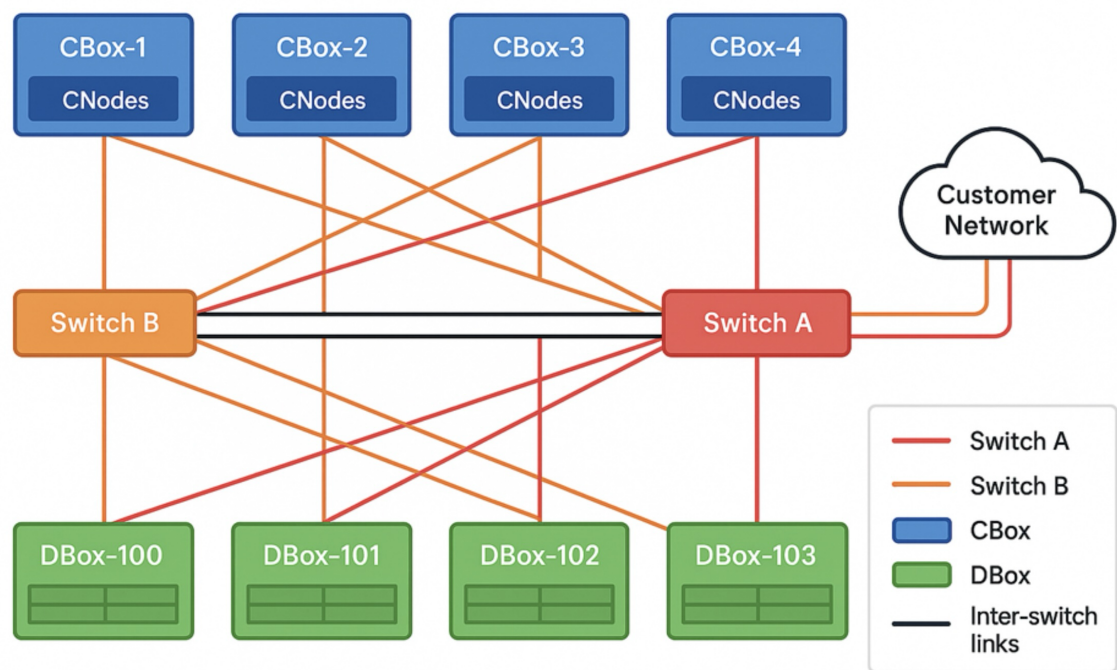 CBox-1
CNodes
CBox-2
CNodes
CBox-3
CNodes
CBox-4
CNodes
Customer
Network
Switch B
Switch A
DBox-100
DBox-101
DBox-102
DBox-103
Switch A
Switch B
CBox
DBox
Inter-switch
links